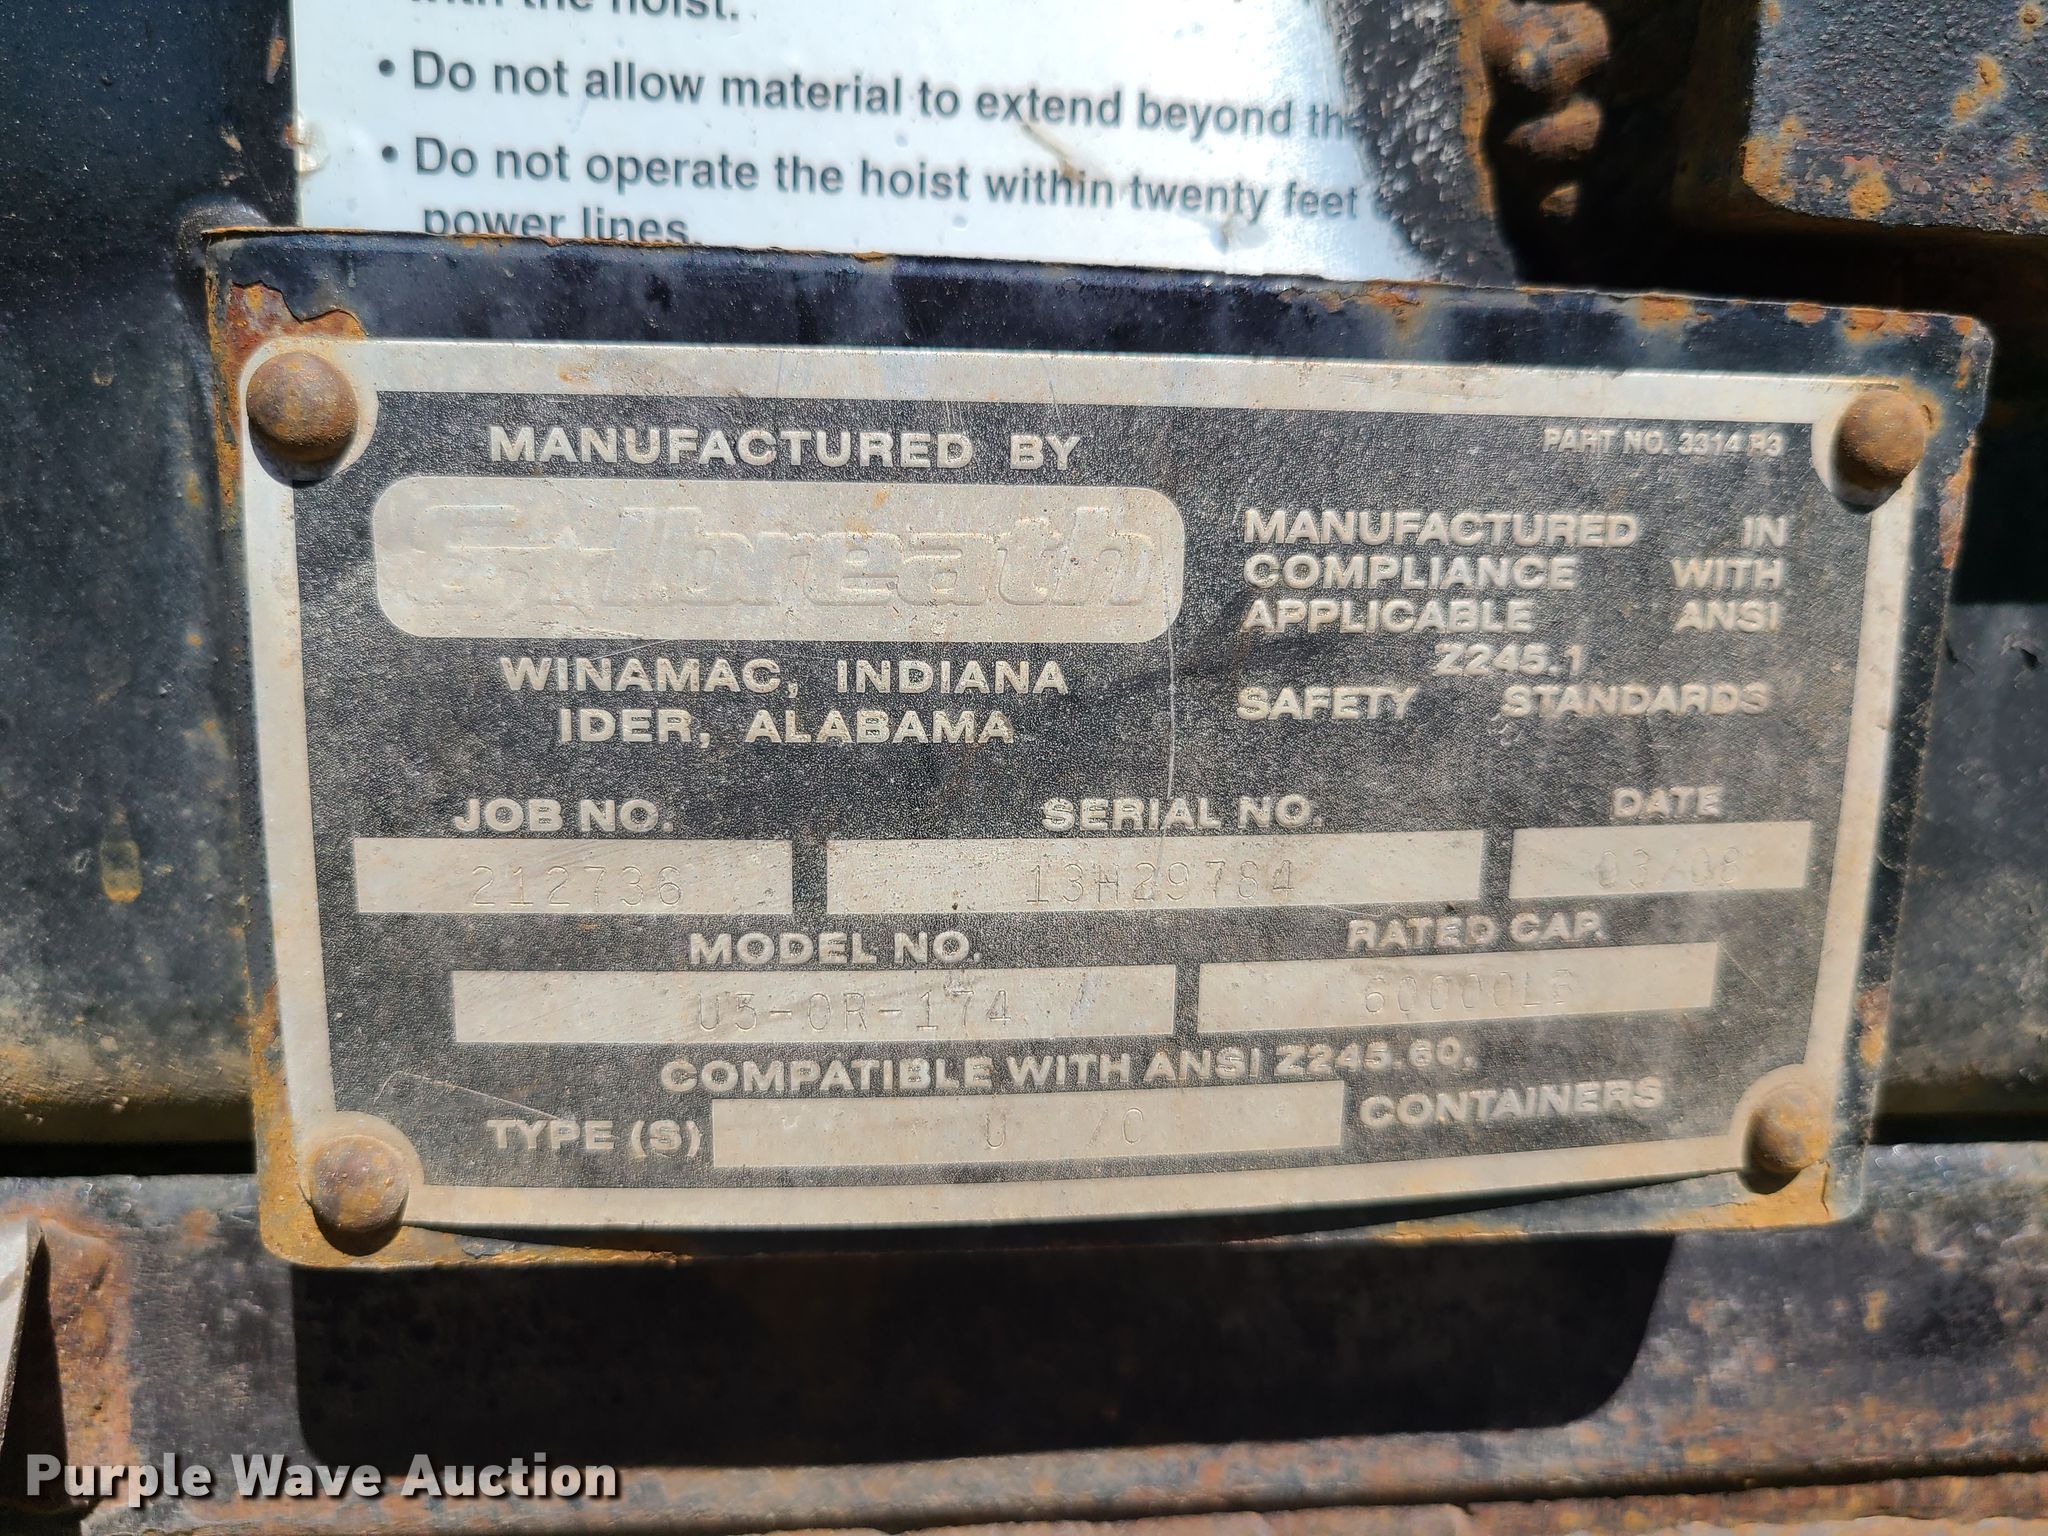 with the hoist.
• Do not allow material to extend beyond th
• Do not operate the hoist within twenty feet
power lines.
MANUFACTURED BY
PART NO. 3314 R3
Galbreath
WINAMAC, INDIANA
IDER, ALABAMA
MANUFACTURED IN
COMPLIANCE WITH
APPLICABLE ANSI
Z245.1
SAFETY STANDARDS
JOB NO. SERIAL NO. DATE
212736 13H29784 03/08
MODEL NO. RATED CAP.
U5-OR-174 60000LB
COMPATIBLE WITH ANSI Z245.60.
TYPE (S) U /O CONTAINERS
Purple Wave Auction